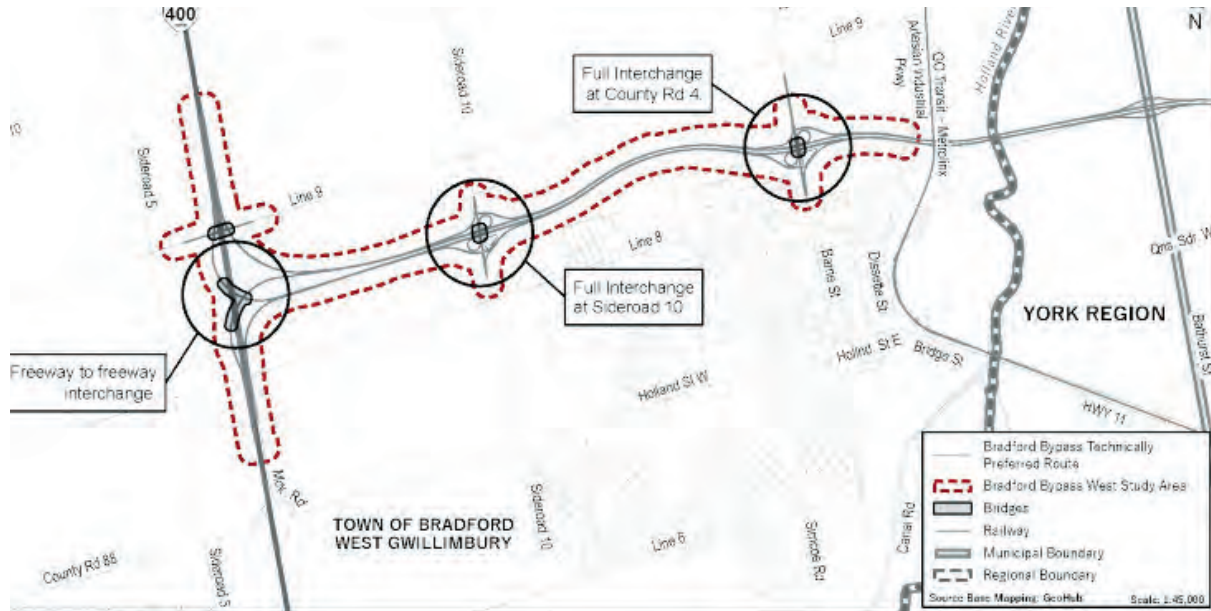 400
N
Line 9
Sideroad 10
Artesian Industrial
Pkwy
GO Transit - Metrolinx
Holland River
Full Interchange
at County Rd 4
Sideroad 5
Line 9
Line 8
Full Interchange
at Sideroad 10
Barrie St
Dissette St
Qns Sdr W
YORK REGION
Bathurst St
Holland St E
Bridge St
Freeway to freeway
interchange
Holland St W
HWY 11
McK. Rd
TOWN OF BRADFORD
WEST GWILLIMBURY
Sideroad 10
Line 6
Simcoe Rd
Canal Rd
County Rd 88
Sideroad 5
Bradford Bypass Technically
Preferred Route
Bradford Bypass West Study Area
Bridges
Railway
Municipal Boundary
Regional Boundary
Source Base Mapping: GeoHub
Scale: 1:45,000